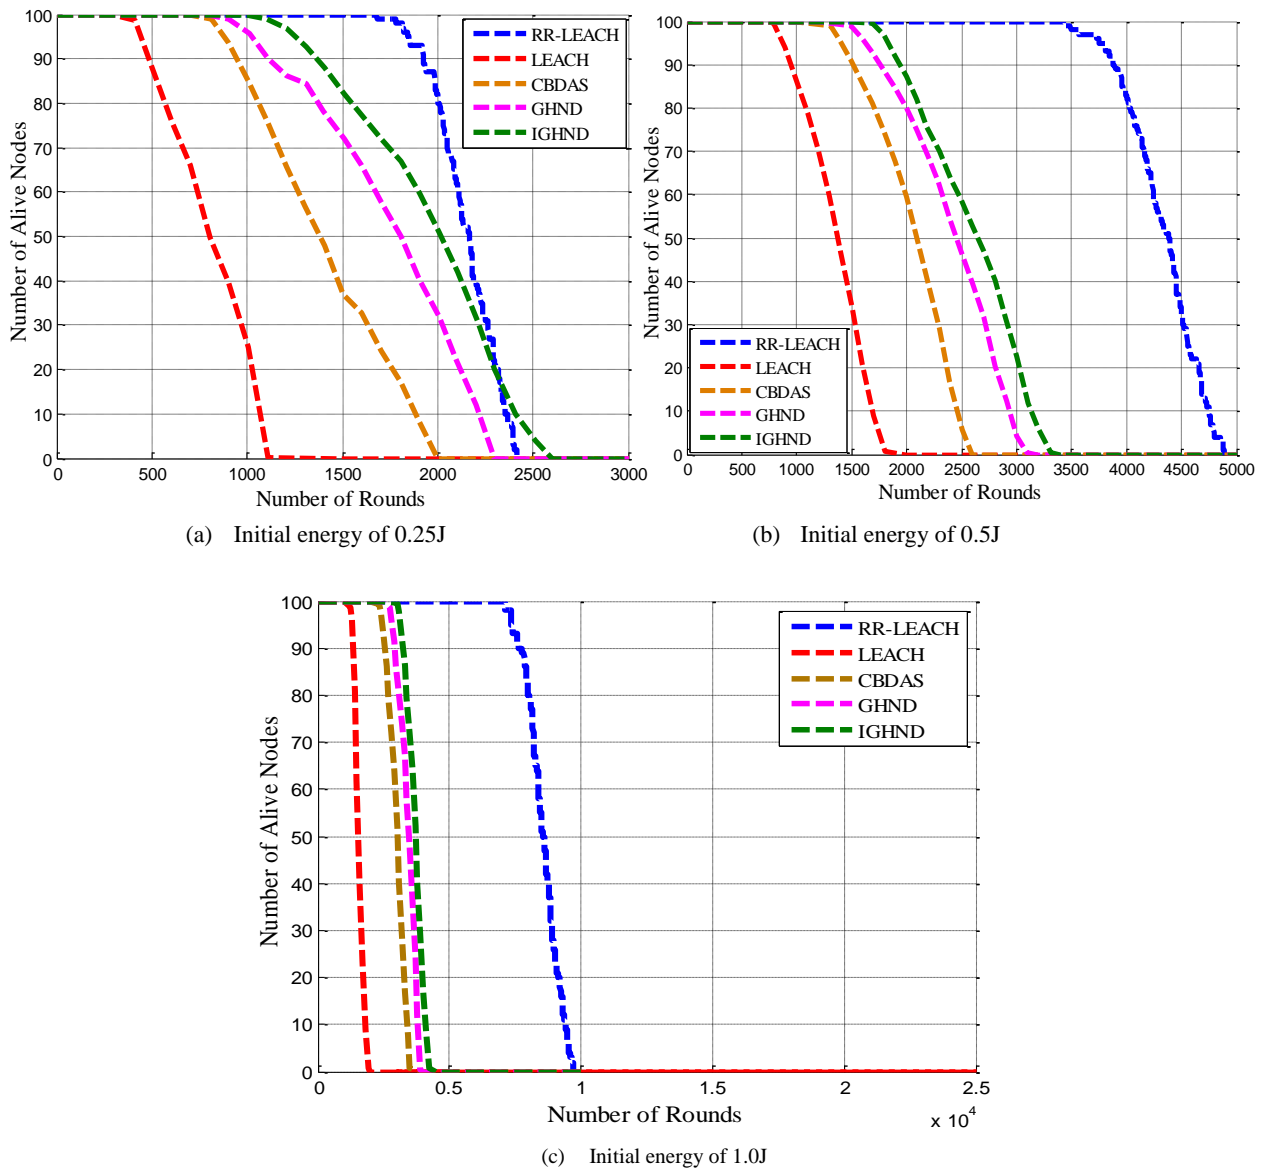 100
90
80
70
60
50
40
30
20
10
0
Number of Alive Nodes
RR-LEACH
LEACH
CBDAS
GHND
IGHND
0 500 1000 1500 2000 2500 3000
Number of Rounds
(a) Initial energy of 0.25J
100
90
80
70
60
50
40
30
20
10
0
Number of Alive Nodes
RR-LEACH
LEACH
CBDAS
GHND
IGHND
0 500 1000 1500 2000 2500 3000 3500 4000 4500 5000
Number of Rounds
(b) Initial energy of 0.5J
100
90
80
70
60
50
40
30
20
10
0
Number of Alive Nodes
RR-LEACH
LEACH
CBDAS
GHND
IGHND
0 0.5 1 1.5 2 2.5
Number of Rounds
x 10⁴
(c) Initial energy of 1.0J